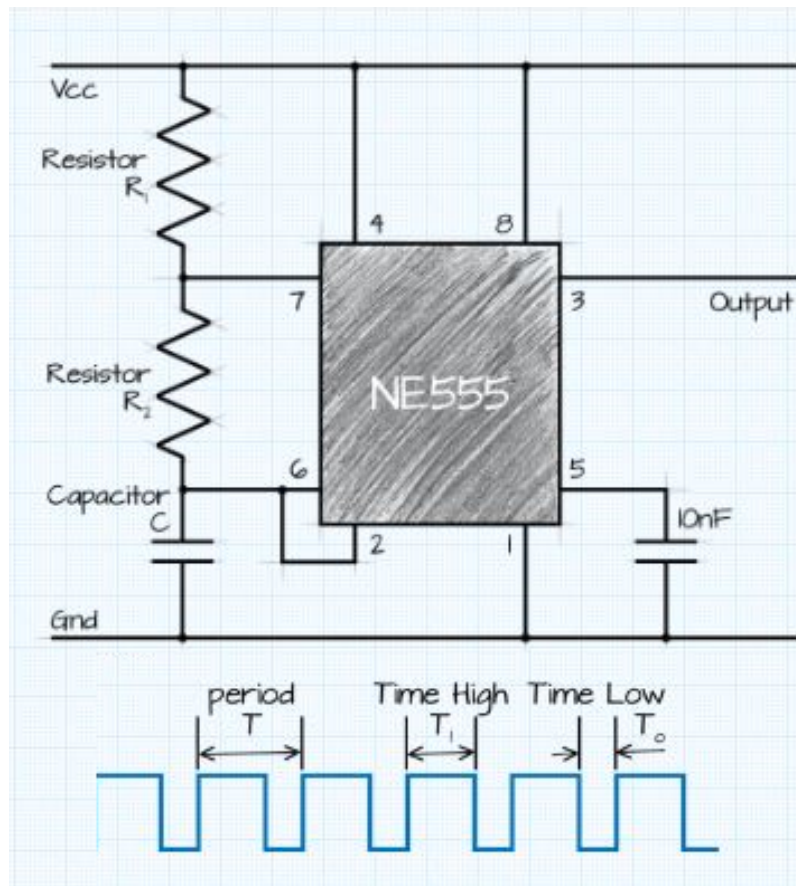 Vcc
Resistor
R1
4
8
7
3
Output
Resistor
R2
NE555
6
5
Capacitor
C
10nF
2
1
Gnd
period
T
Time High
T1
Time Low
To